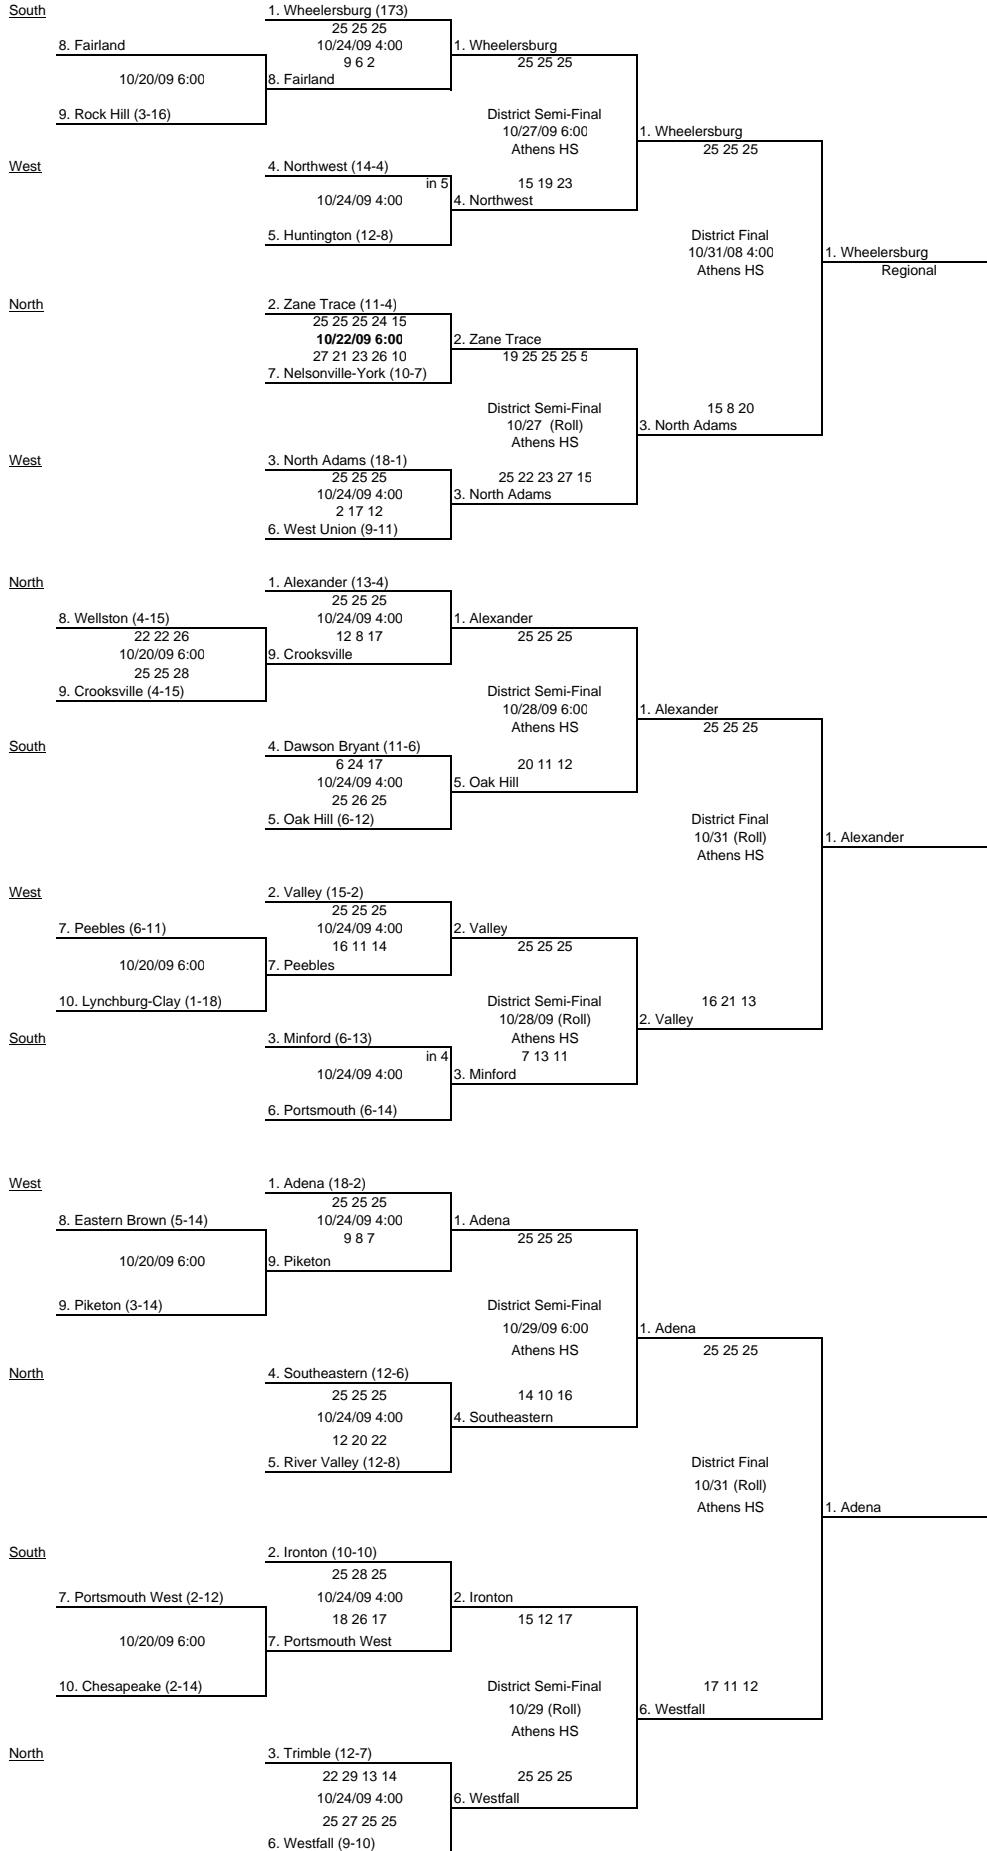 South
1. Wheelersburg (173)
25 25 25
8. Fairland
10/24/09 4:00
1. Wheelersburg
9 6 2
25 25 25
10/20/09 6:00
8. Fairland
9. Rock Hill (3-16)
District Semi-Final
10/27/09 6:00
1. Wheelersburg
Athens HS
25 25 25
West
4. Northwest (14-4)
in 5
15 19 23
10/24/09 4:00
4. Northwest
5. Huntington (12-8)
District Final
10/31/08 4:00
1. Wheelersburg
Athens HS
Regional
North
2. Zane Trace (11-4)
25 25 25 24 15
10/22/09 6:00
2. Zane Trace
27 21 23 26 10
19 25 25 25 5
7. Nelsonville-York (10-7)
District Semi-Final
15 8 20
10/27 (Roll)
3. North Adams
Athens HS
West
3. North Adams (18-1)
25 25 25
25 22 23 27 15
10/24/09 4:00
3. North Adams
2 17 12
6. West Union (9-11)
North
1. Alexander (13-4)
25 25 25
8. Wellston (4-15)
10/24/09 4:00
1. Alexander
22 22 26
12 8 17
25 25 25
10/20/09 6:00
9. Crooksville
25 25 28
9. Crooksville (4-15)
District Semi-Final
10/28/09 6:00
1. Alexander
Athens HS
25 25 25
South
4. Dawson Bryant (11-6)
6 24 17
20 11 12
10/24/09 4:00
5. Oak Hill
25 26 25
5. Oak Hill (6-12)
District Final
10/31 (Roll)
1. Alexander
Athens HS
West
2. Valley (15-2)
25 25 25
7. Peebles (6-11)
10/24/09 4:00
2. Valley
16 11 14
25 25 25
10/20/09 6:00
7. Peebles
10. Lynchburg-Clay (1-18)
District Semi-Final
16 21 13
10/28/09 (Roll)
2. Valley
South
3. Minford (6-13)
Athens HS
in 4
7 13 11
10/24/09 4:00
3. Minford
6. Portsmouth (6-14)
West
1. Adena (18-2)
25 25 25
8. Eastern Brown (5-14)
10/24/09 4:00
1. Adena
9 8 7
25 25 25
10/20/09 6:00
9. Piketon
9. Piketon (3-14)
District Semi-Final
10/29/09 6:00
1. Adena
Athens HS
25 25 25
North
4. Southeastern (12-6)
25 25 25
14 10 16
10/24/09 4:00
4. Southeastern
12 20 22
5. River Valley (12-8)
District Final
10/31 (Roll)
Athens HS
1. Adena
South
2. Ironton (10-10)
25 28 25
7. Portsmouth West (2-12)
10/24/09 4:00
2. Ironton
18 26 17
15 12 17
10/20/09 6:00
7. Portsmouth West
10. Chesapeake (2-14)
District Semi-Final
17 11 12
10/29 (Roll)
6. Westfall
Athens HS
North
3. Trimble (12-7)
22 29 13 14
25 25 25
10/24/09 4:00
6. Westfall
25 27 25 25
6. Westfall (9-10)